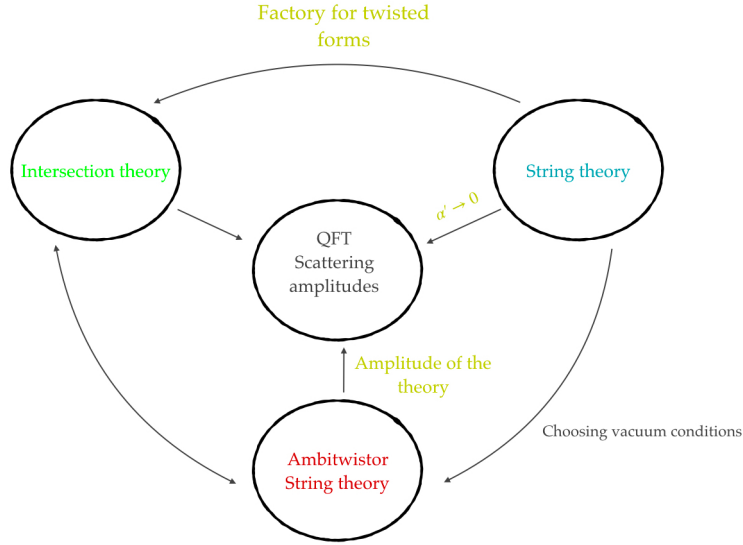 Factory for twisted
forms
Intersection theory
String theory
α′ → 0
QFT
Scattering
amplitudes
Amplitude of the
theory
Choosing vacuum conditions
Ambitwistor
String theory